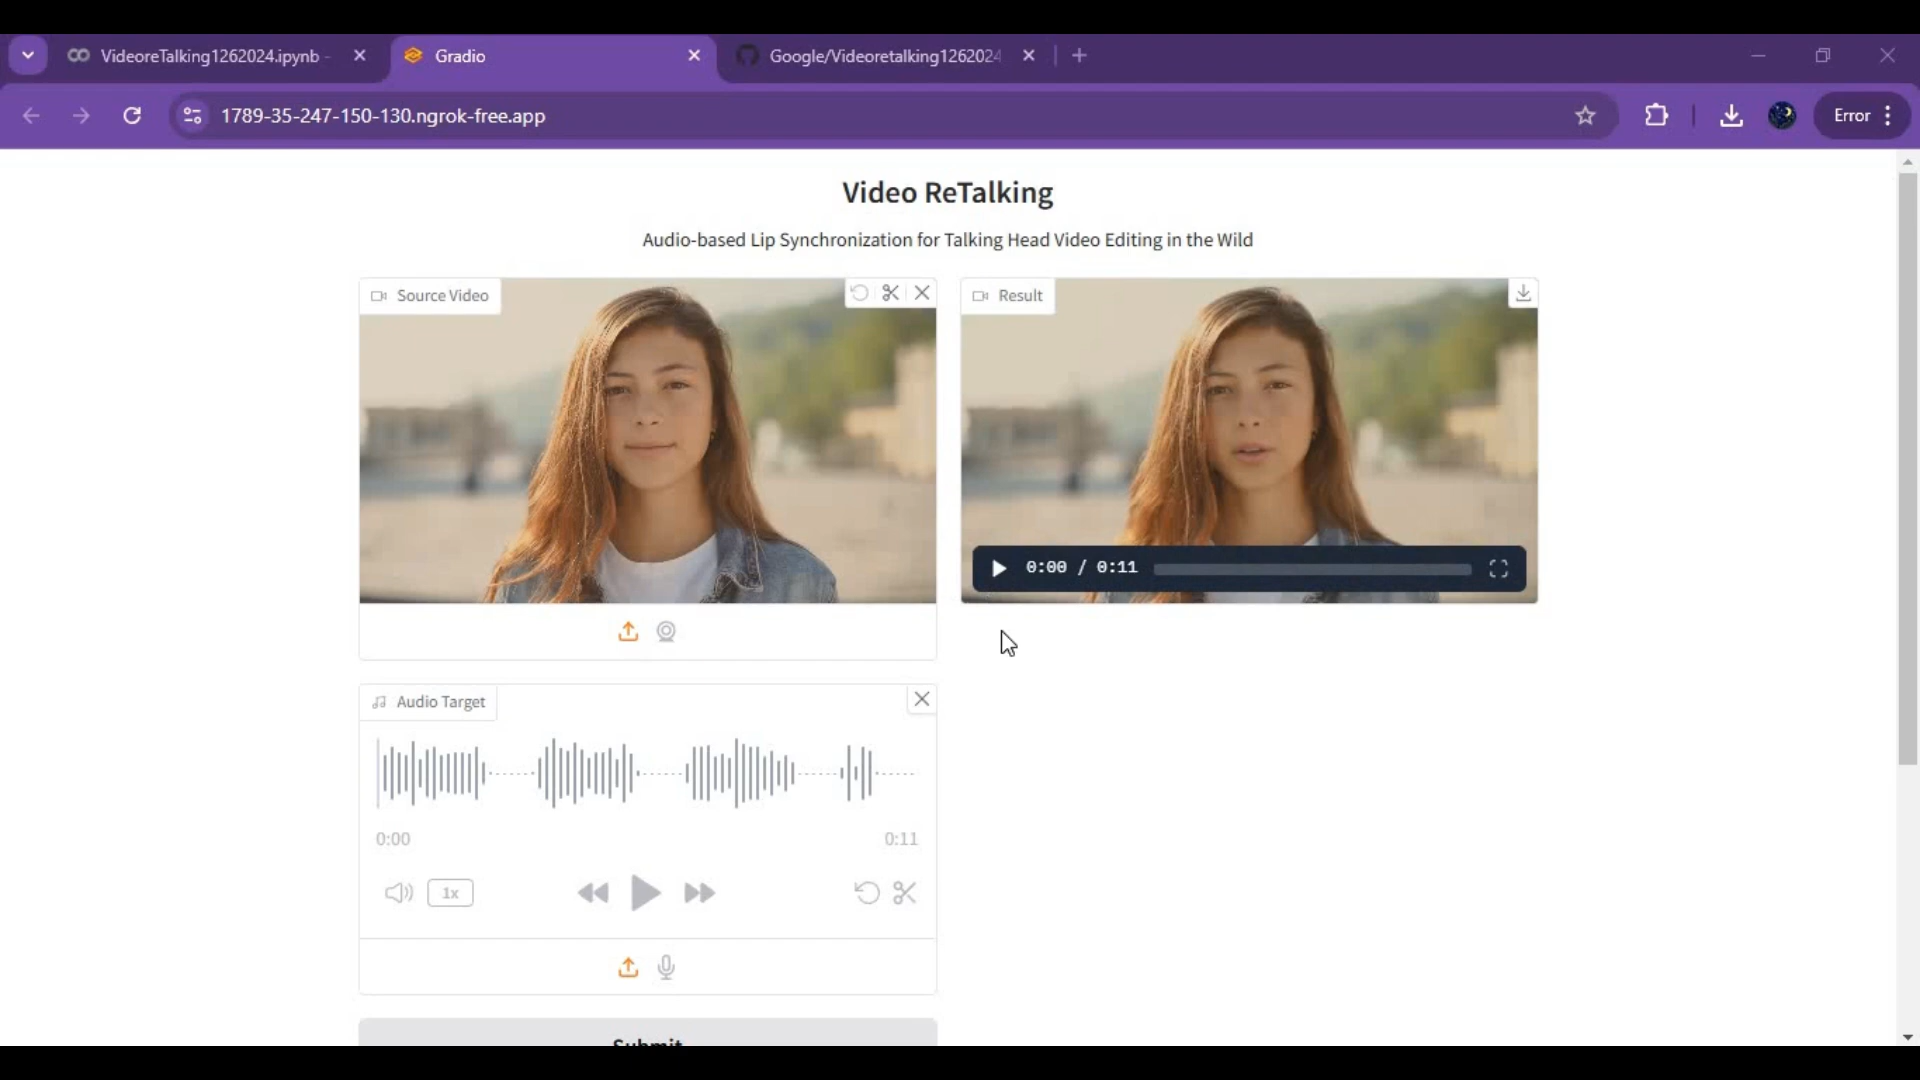 VideoreTalking1262024.ipynb -
Gradio
Google/Videoretalking1262024
1789-35-247-150-130.ngrok-free.app
Error
Video ReTalking
Audio-based Lip Synchronization for Talking Head Video Editing in the Wild
Source Video
Result
0:00 / 0:11
Audio Target
0:00
0:11
1x
Submit